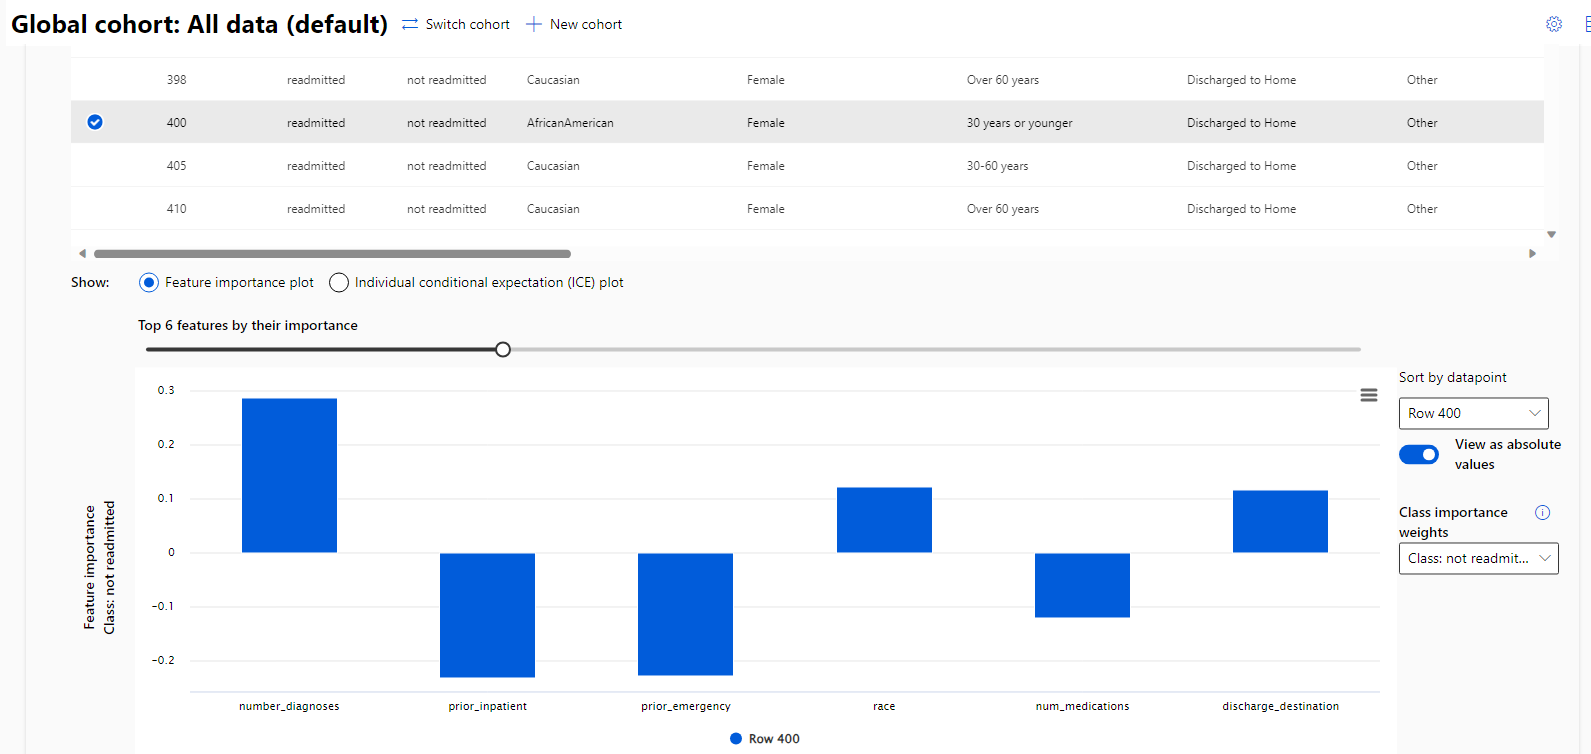 Global cohort: All data (default) Switch cohort New cohort
398 readmitted not readmitted Caucasian Female Over 60 years Discharged to Home Other
400 readmitted not readmitted AfricanAmerican Female 30 years or younger Discharged to Home Other
405 readmitted not readmitted Caucasian Female 30-60 years Discharged to Home Other
410 readmitted not readmitted Caucasian Female Over 60 years Discharged to Home Other
Show: Feature importance plot Individual conditional expectation (ICE) plot
Top 6 features by their importance
Feature importance
Class: not readmitted
0.3
0.2
0.1
0
−0.1
−0.2
number_diagnoses prior_inpatient prior_emergency race num_medications discharge_destination
Row 400
Sort by datapoint
Row 400
View as absolute
values
Class importance
weights
Class: not readmit...